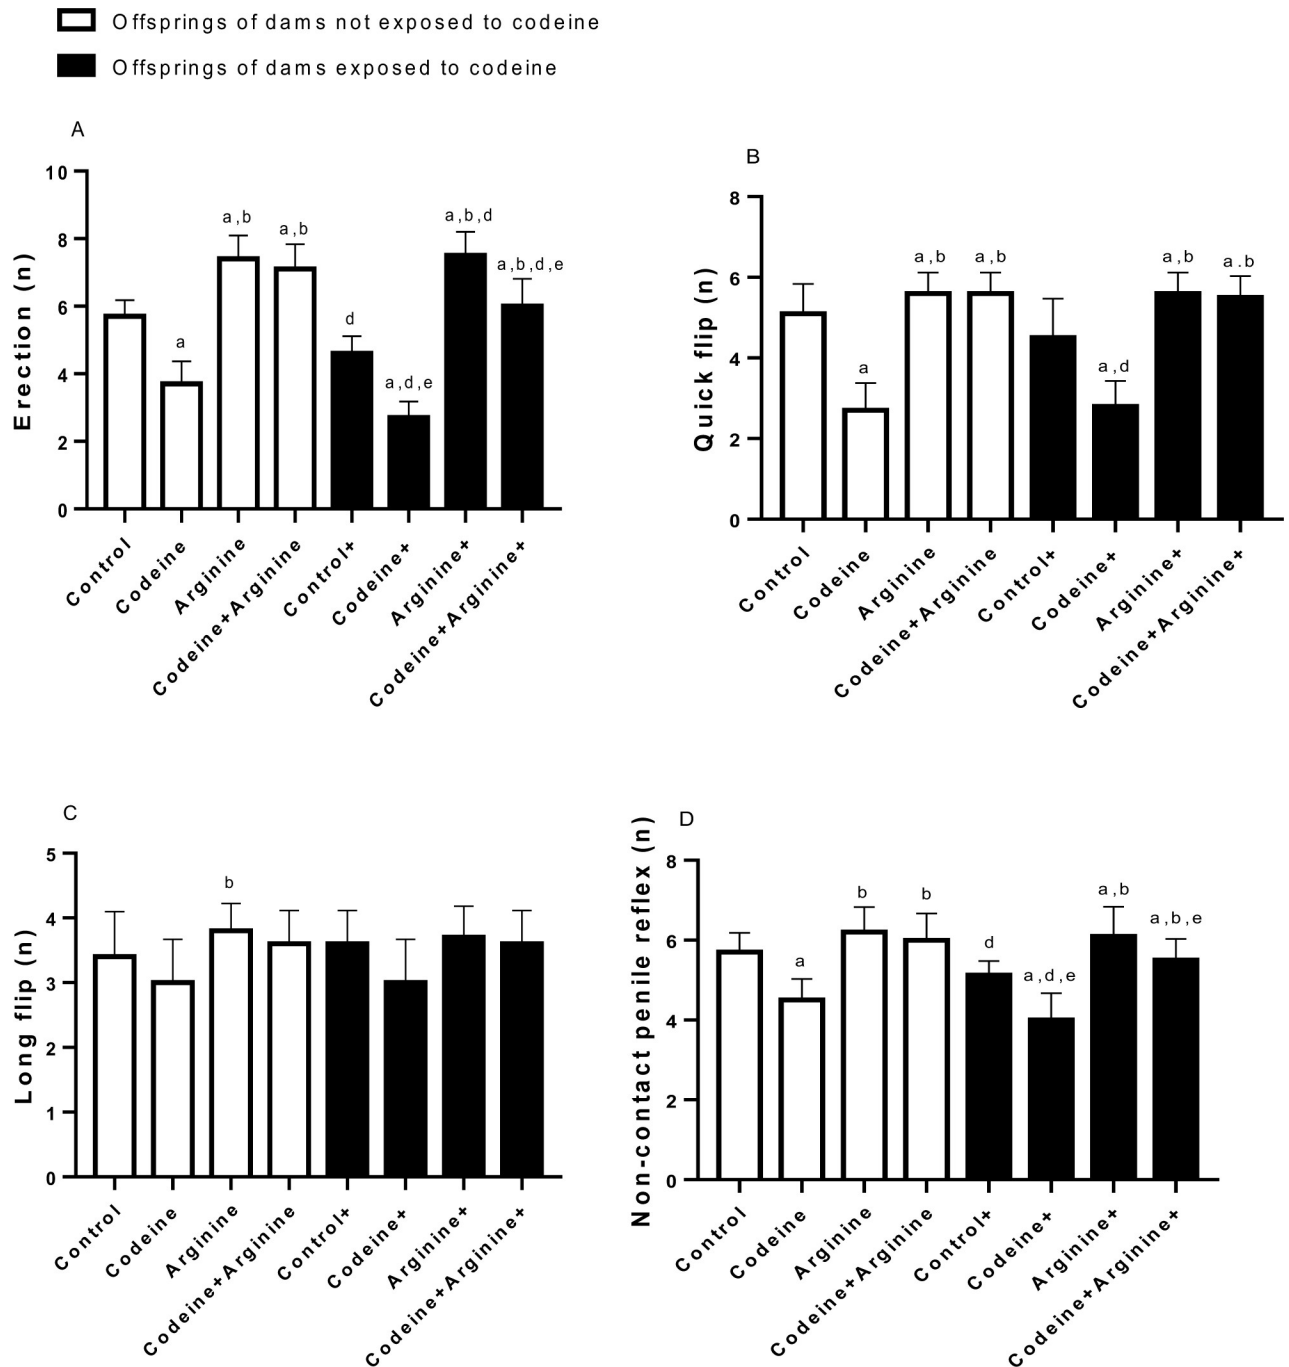 Offsprings of dams not exposed to codeine
Offsprings of dams exposed to codeine
A
Erection (n)
10
8
6
4
2
0
a
a,b
a,b
d
a,d,e
a,b,d
a,b,d,e
Control
Codeine
Arginine
Codeine+Arginine
Control+
Codeine+
Arginine+
Codeine+Arginine+
B
Quick flip (n)
8
6
4
2
0
a
a,b
a,b
a,d
a,b
a.b
Control
Codeine
Arginine
Codeine+Arginine
Control+
Codeine+
Arginine+
Codeine+Arginine+
C
Long flip (n)
5
4
3
2
1
0
b
Control
Codeine
Arginine
Codeine+Arginine
Control+
Codeine+
Arginine+
Codeine+Arginine+
D
Non-contact penile reflex (n)
8
6
4
2
0
a
b
b
d
a,d,e
a,b
a,b,e
Control
Codeine
Arginine
Codeine+Arginine
Control+
Codeine+
Arginine+
Codeine+Arginine+